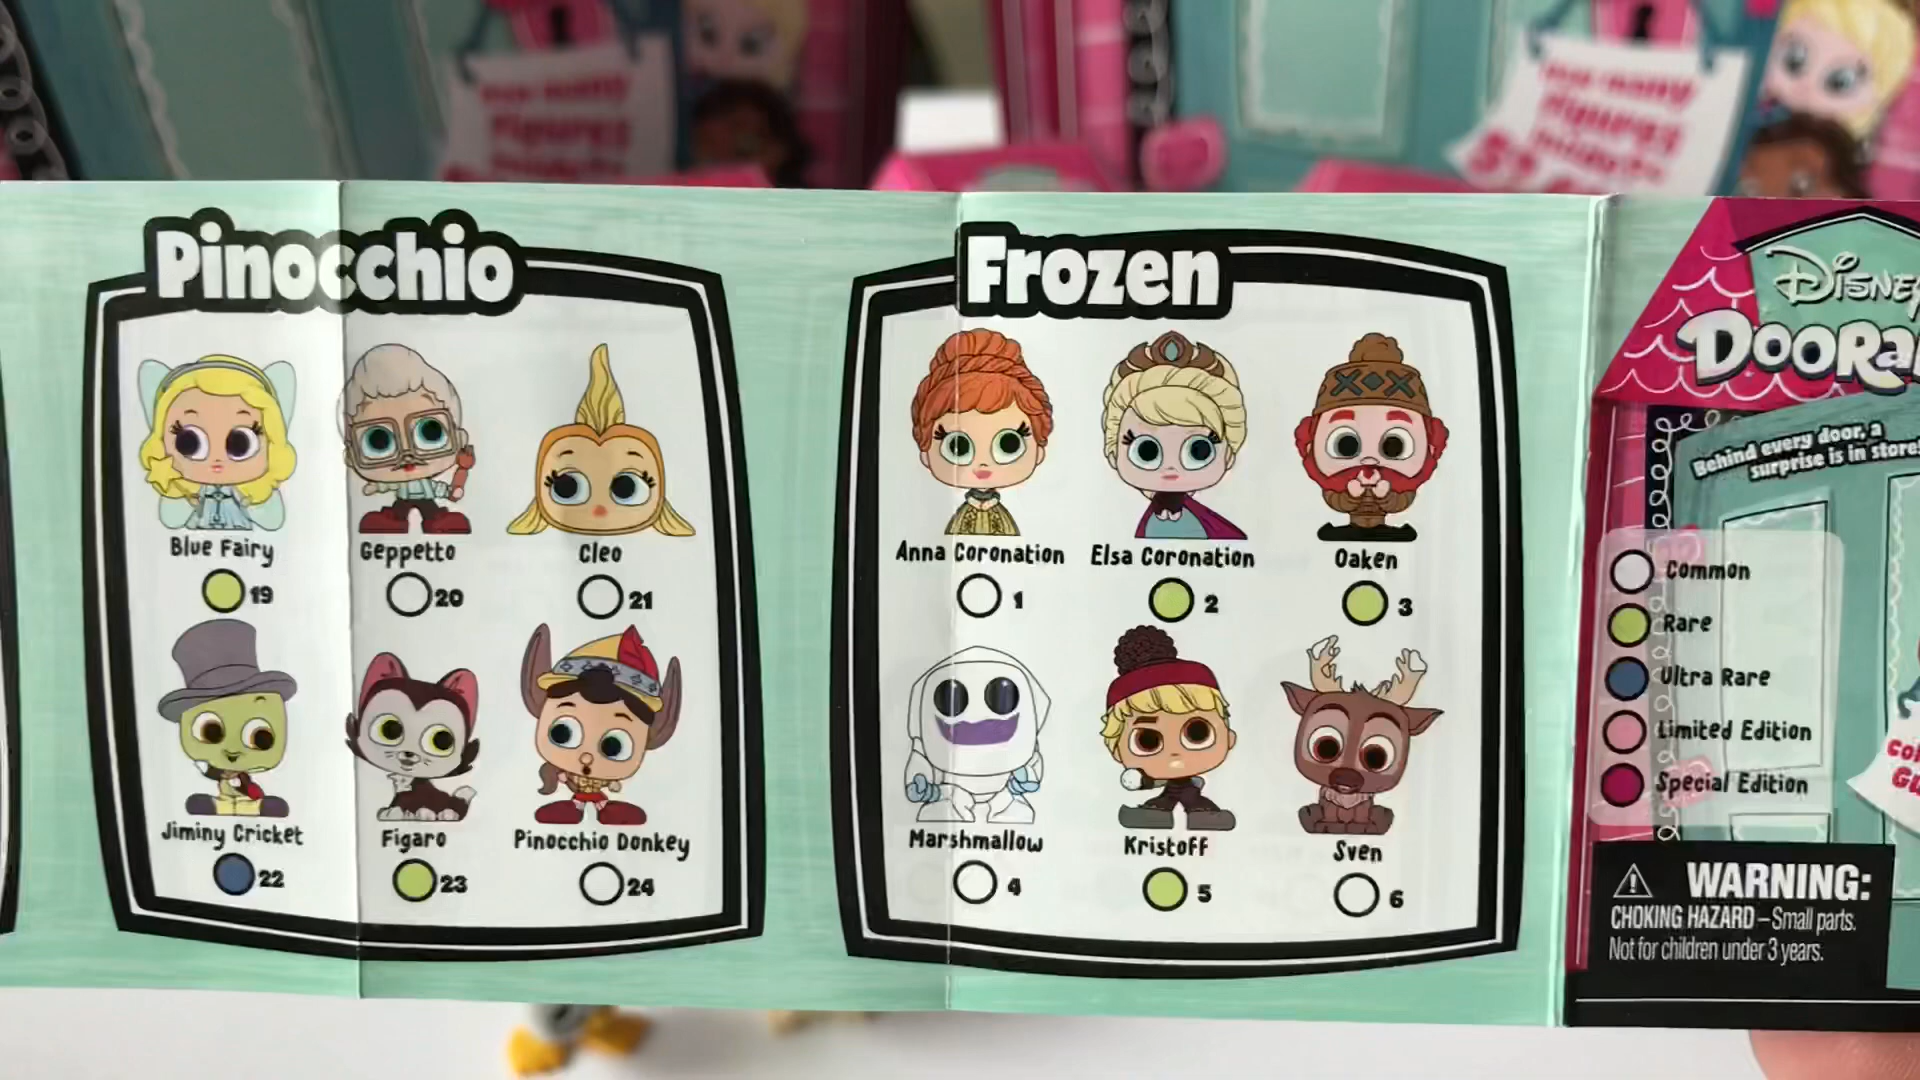 Pinocchio
Blue Fairy
19
Geppetto
20
Cleo
21
Jiminy Cricket
22
Figaro
23
Pinocchio Donkey
24
Frozen
Anna Coronation
1
Elsa Coronation
2
Oaken
3
Marshmallow
4
Kristoff
5
Sven
6
Disney
Behind every door, a
surprise is in store!
Common
Rare
Ultra Rare
Limited Edition
Special Edition
WARNING:
CHOKING HAZARD – Small parts.
Not for children under 3 years.